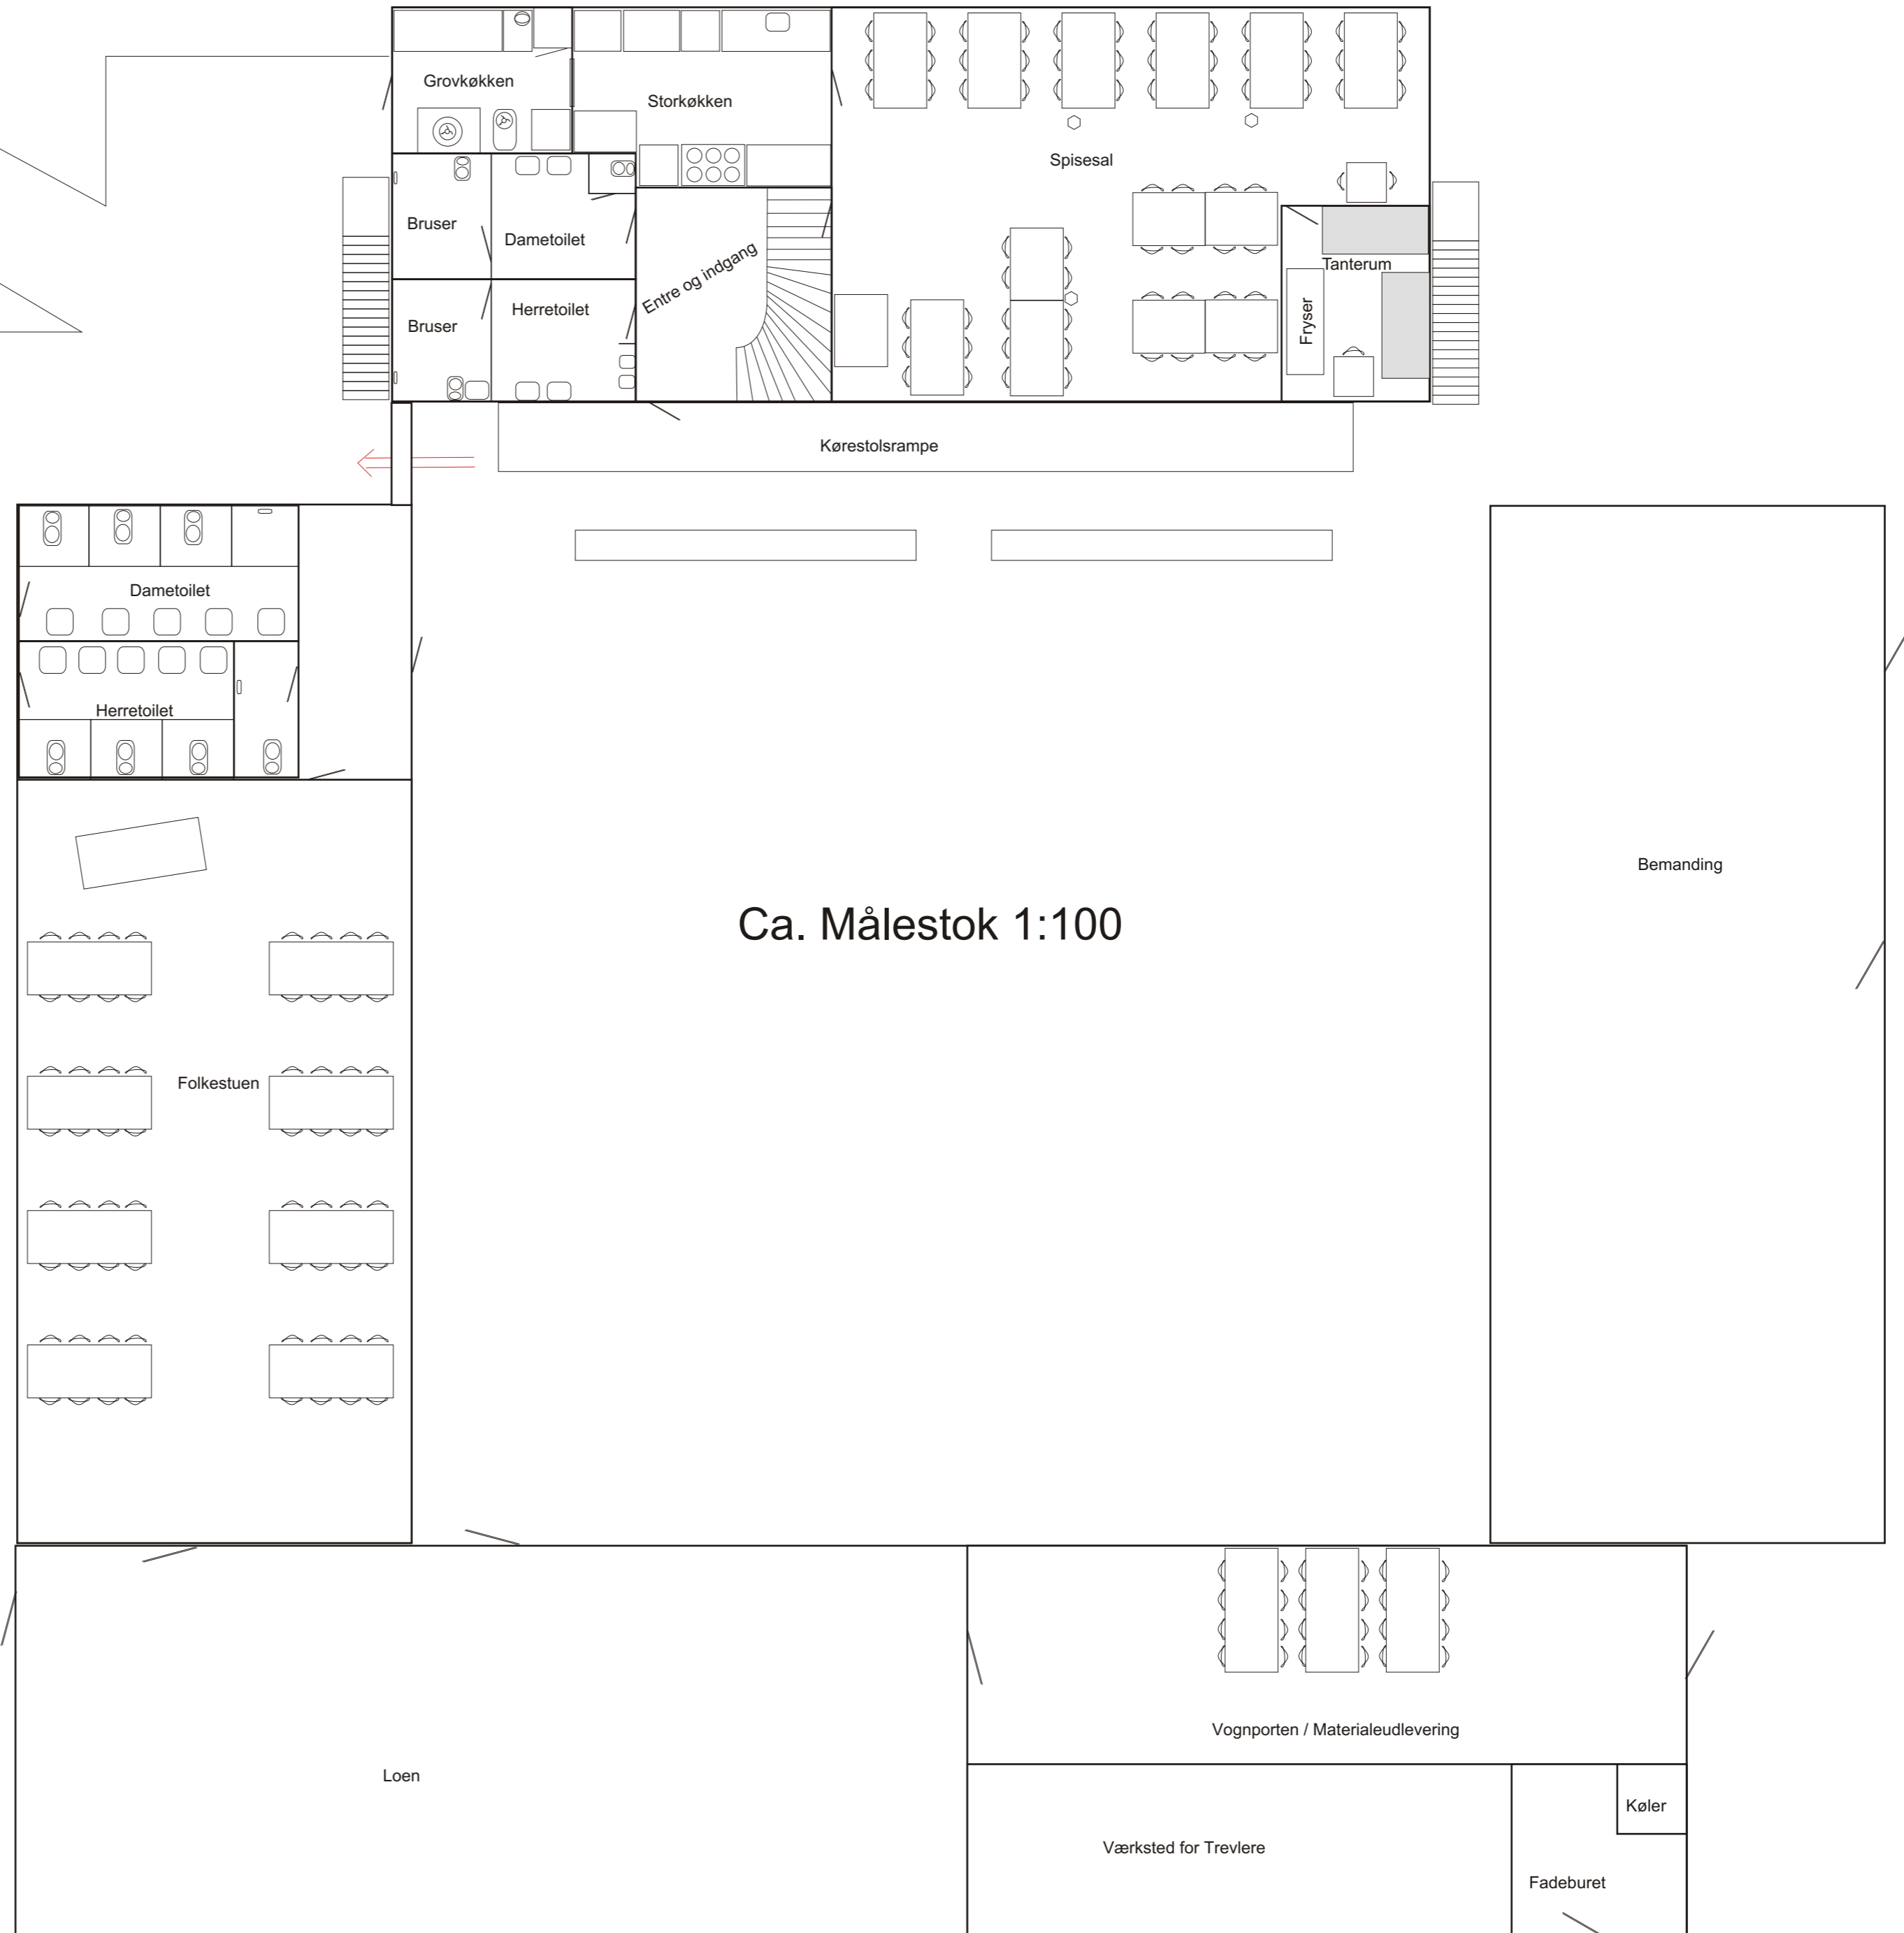 Grovkøkken
Storkøkken
Spisesal
Bruser
Dametoilet
Entre og indgang
Tanterum
Bruser
Herretoilet
Fryser
Kørestolsrampe
Dametoilet
Herretoilet
Bemanding
Ca. Målestok 1:100
Folkestuen
Vognporten / Materialeudlevering
Loen
Køler
Værksted for Trevlere
Fadeburet